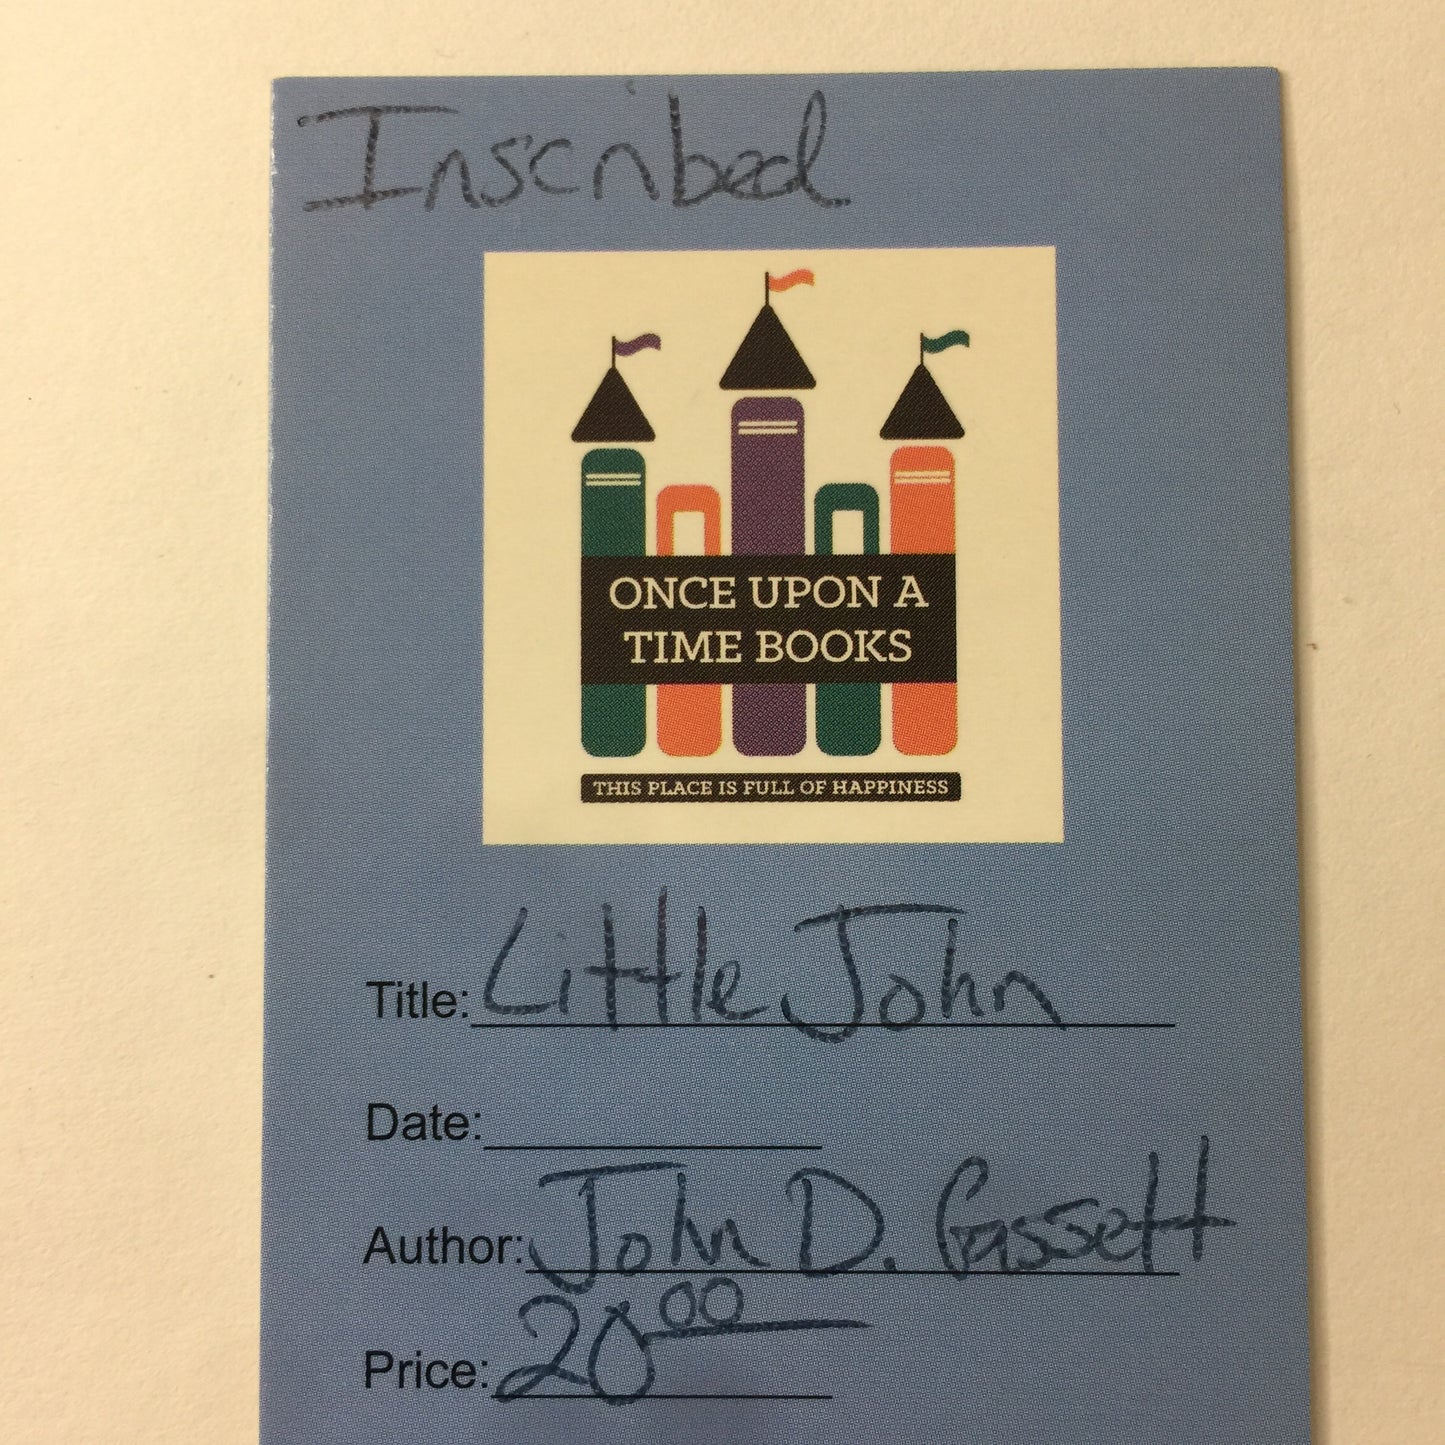 Inscribed
ONCE UPON A
TIME BOOKS
THIS PLACE IS FULL OF HAPPINESS
Title: Little John
Date:
Author: John D. Gassett
Price: 20 00